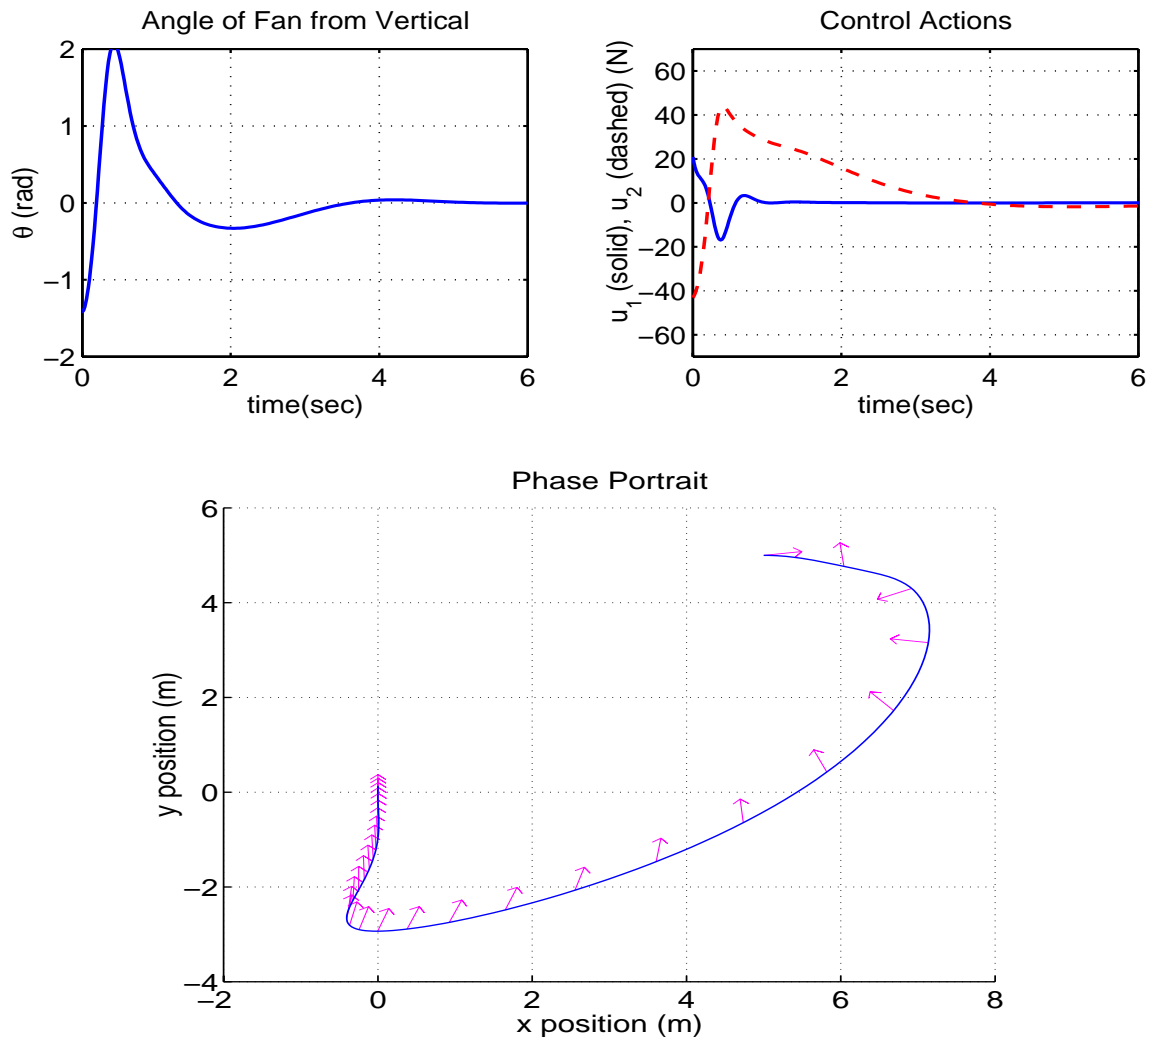 Angle of Fan from Vertical
θ (rad)
2
1
0
−1
−2
0 2 4 6
time(sec)
Control Actions
u1 (solid), u2 (dashed) (N)
60
40
20
0
−20
−40
−60
0 2 4 6
time(sec)
Phase Portrait
y position (m)
6
4
2
0
−2
−4
−2 0 2 4 6 8
x position (m)